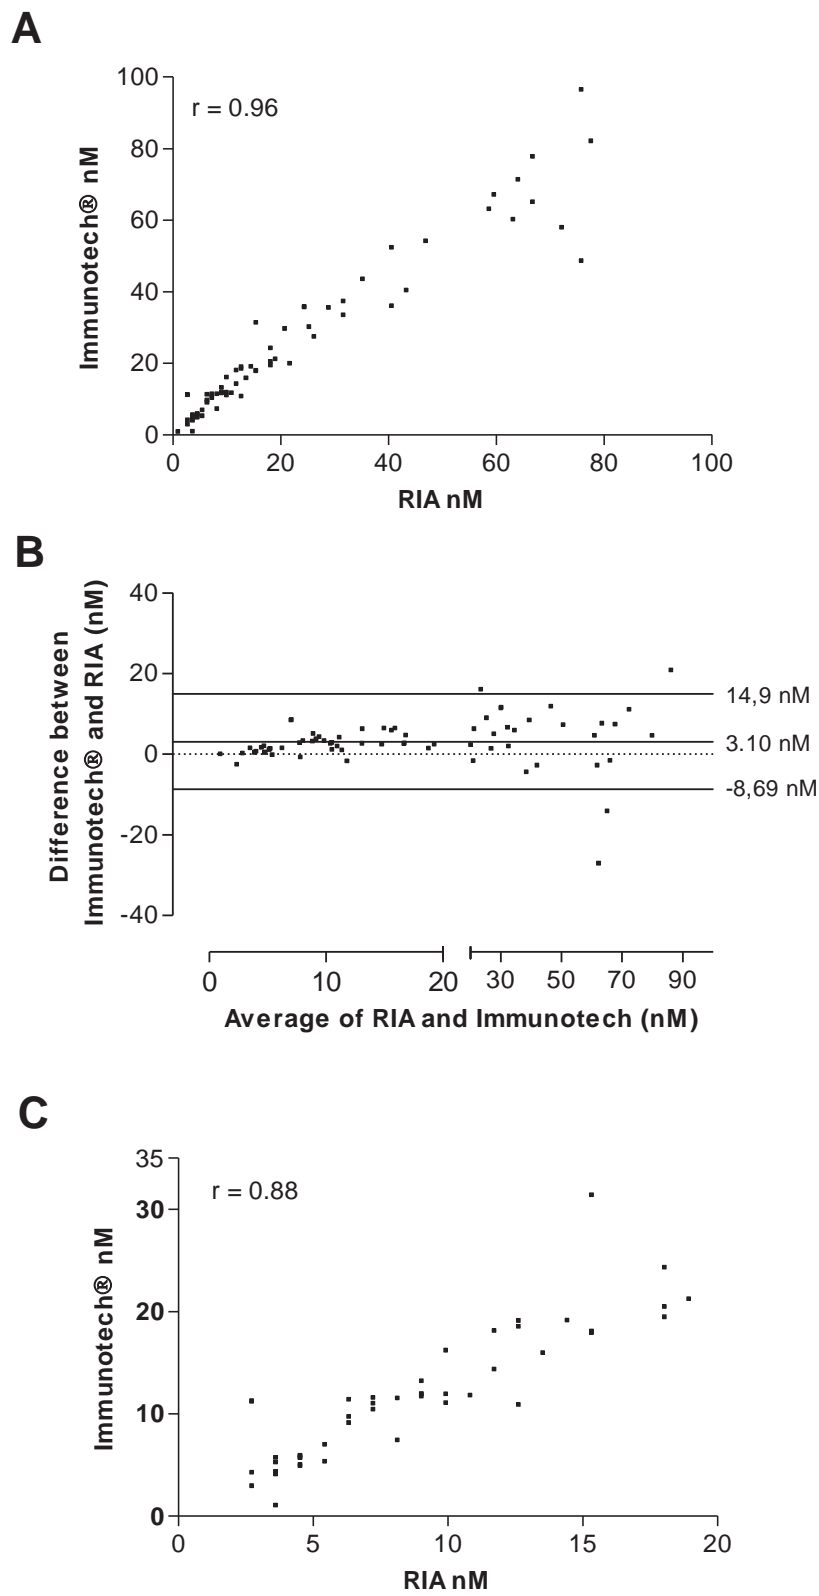 A
100
80
60
40
20
0
r = 0.96
Immunotech® nM
0 20 40 60 80 100
RIA nM
B
40
20
0
-20
-40
Difference between
Immunotech® and RIA (nM)
14,9 nM
3.10 nM
-8,69 nM
0 10 20 30 50 70 90
Average of RIA and Immunotech (nM)
C
35
30
20
10
0
r = 0.88
Immunotech® nM
0 5 10 15 20
RIA nM